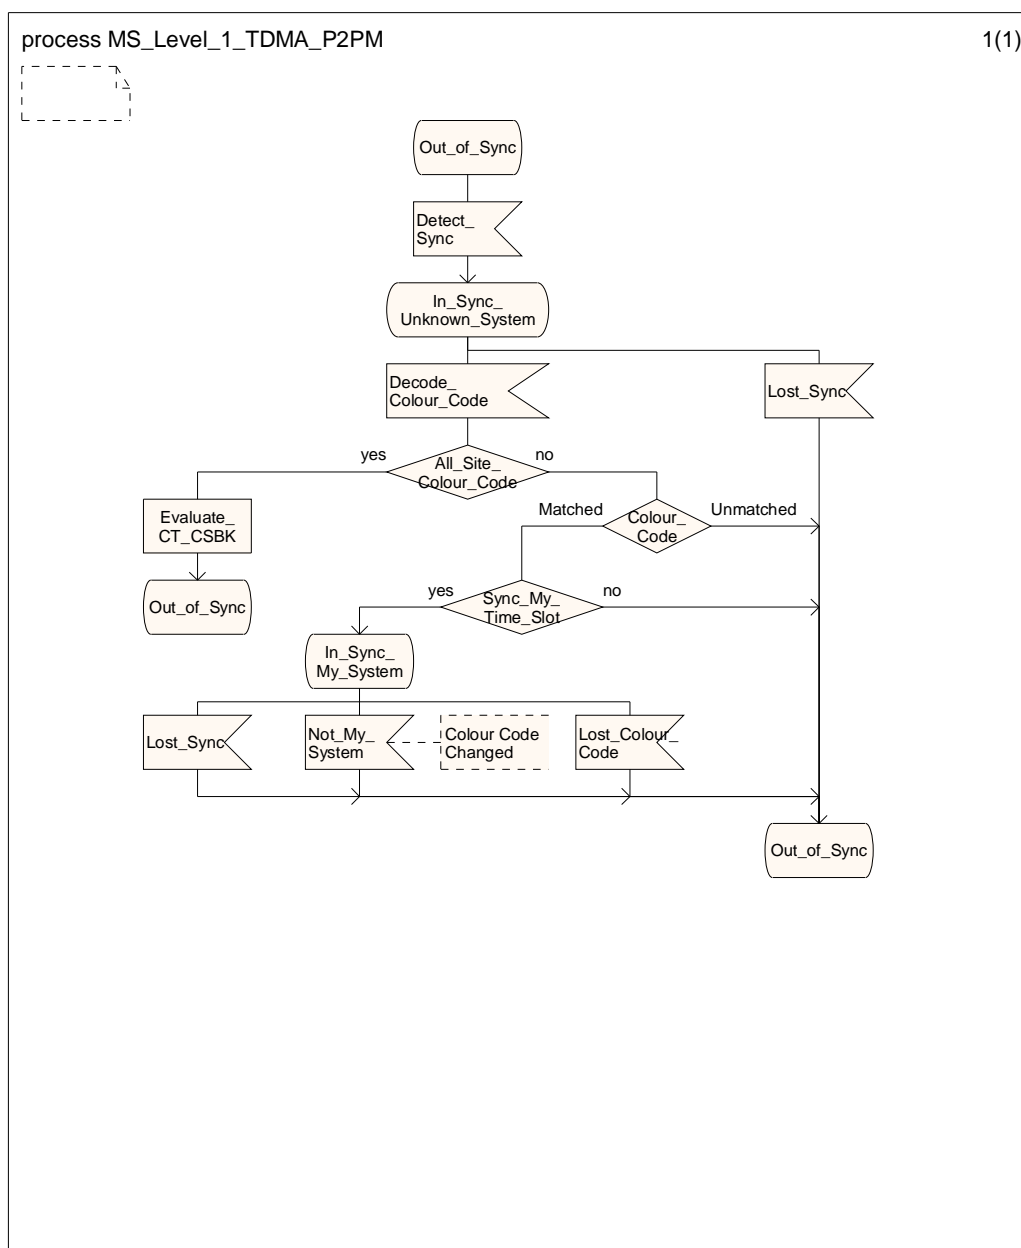 process MS_Level_1_TDMA_P2PM
1(1)
Out_of_Sync
Detect_
Sync
In_Sync_
Unknown_System
Decode_
Colour_Code
Lost_Sync
yes
All_Site_
Colour_Code
no
Evaluate_
CT_CSBK
Matched
Colour_
Code
Unmatched
Out_of_Sync
yes
Sync_My_
Time_Slot
no
In_Sync_
My_System
Lost_Sync
Not_My_
System
Colour Code
Changed
Lost_Colour_
Code
Out_of_Sync